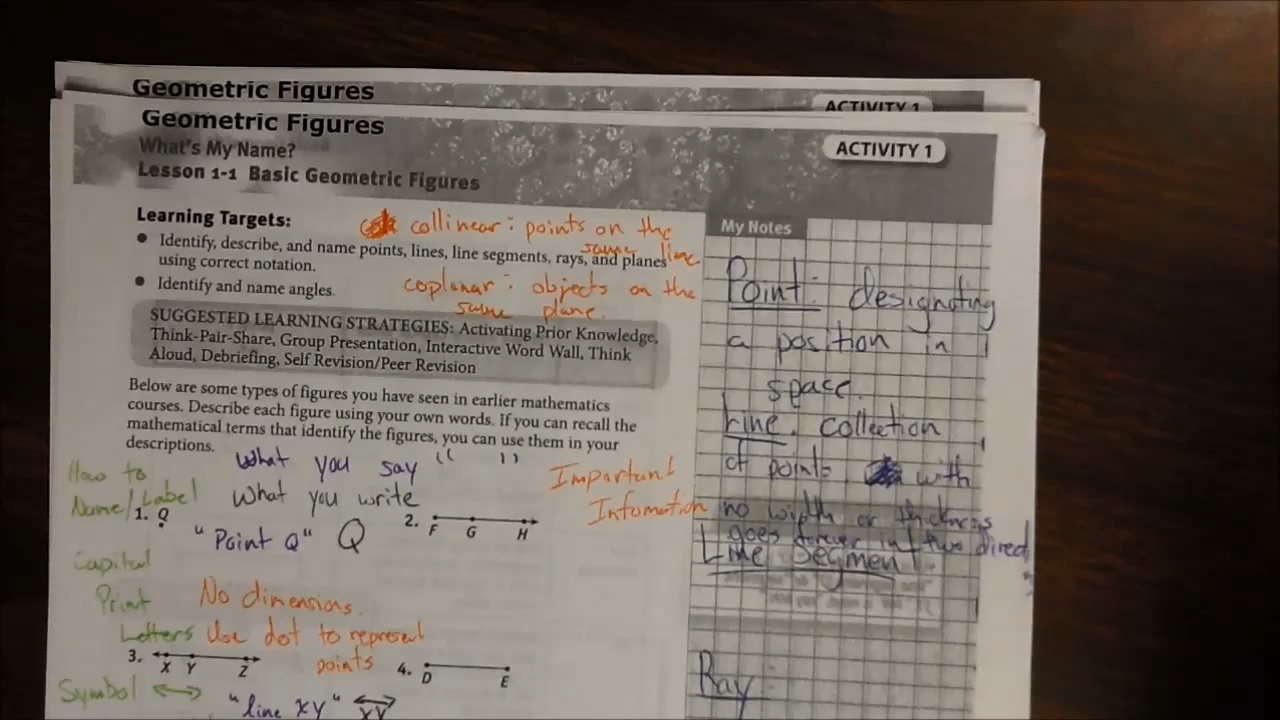 Geometric Figures
ACTIVITY 1
Geometric Figures
What's My Name?
ACTIVITY 1
Lesson 1-1 Basic Geometric Figures
Learning Targets:
collinear: points on the
same line
Identify, describe, and name points, lines, line segments, rays, and planes
using correct notation.
Identify and name angles
coplanar: objects on the
same plane.
SUGGESTED LEARNING STRATEGIES: Activating Prior Knowledge,
Think-Pair-Share, Group Presentation, Interactive Word Wall, Think
Aloud, Debriefing, Self Revision/Peer Revision
Below are some types of figures you have seen in earlier mathematics
courses. Describe each figure using your own words. If you can recall the
mathematical terms that identify the figures, you can use them in your
descriptions.
How to
Name/Label
What you say " "
What you write
Important
Infomation
1. Q
"Point Q" Q
2. F G H
Capital
Print
Letters
No dimensions.
Use dot to represent
points
3. X Y Z
4. D E
Symbol ↔
"line XY" XY
My Notes
Point: designating
a position in
space.
Line. collection
of points with
no width or thickness
goes forever in two direct
Line Segment
Ray: